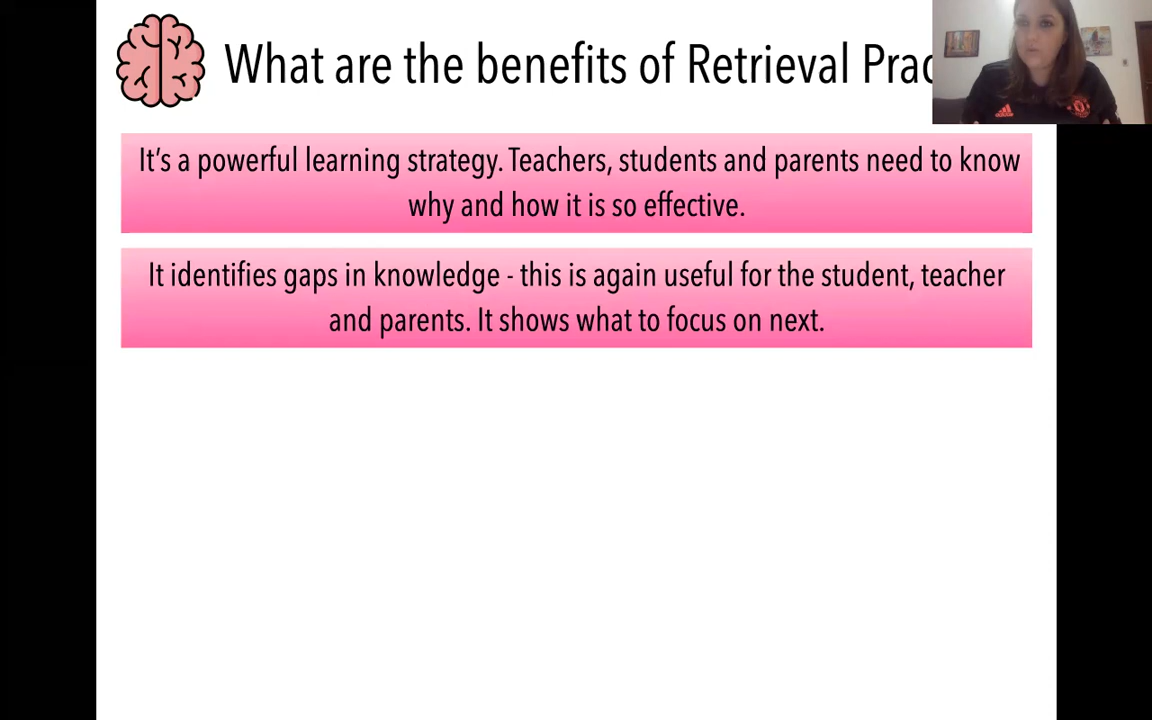 What are the benefits of Retrieval
It's a powerful learning strategy. Teachers, students and parents need to know
why and how it is so effective.
It identifies gaps in knowledge - this is again useful for the student, teacher
and parents. It shows what to focus on next.